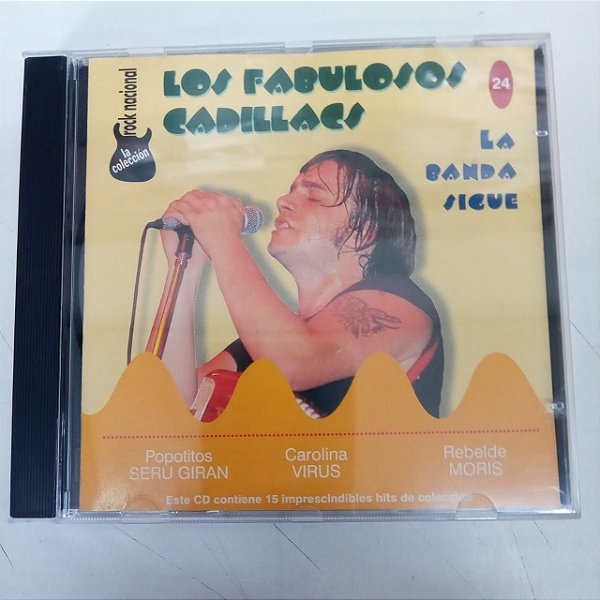 rock nacional
la
colección
LOS FABULOSOS
CADILLACS
24
LA
BANDA
SIGUE
Popotitos
SERU GIRAN
Carolina
VIRUS
Rebelde
MORIS
Este CD contiene 15 imprescindibles hits de colección